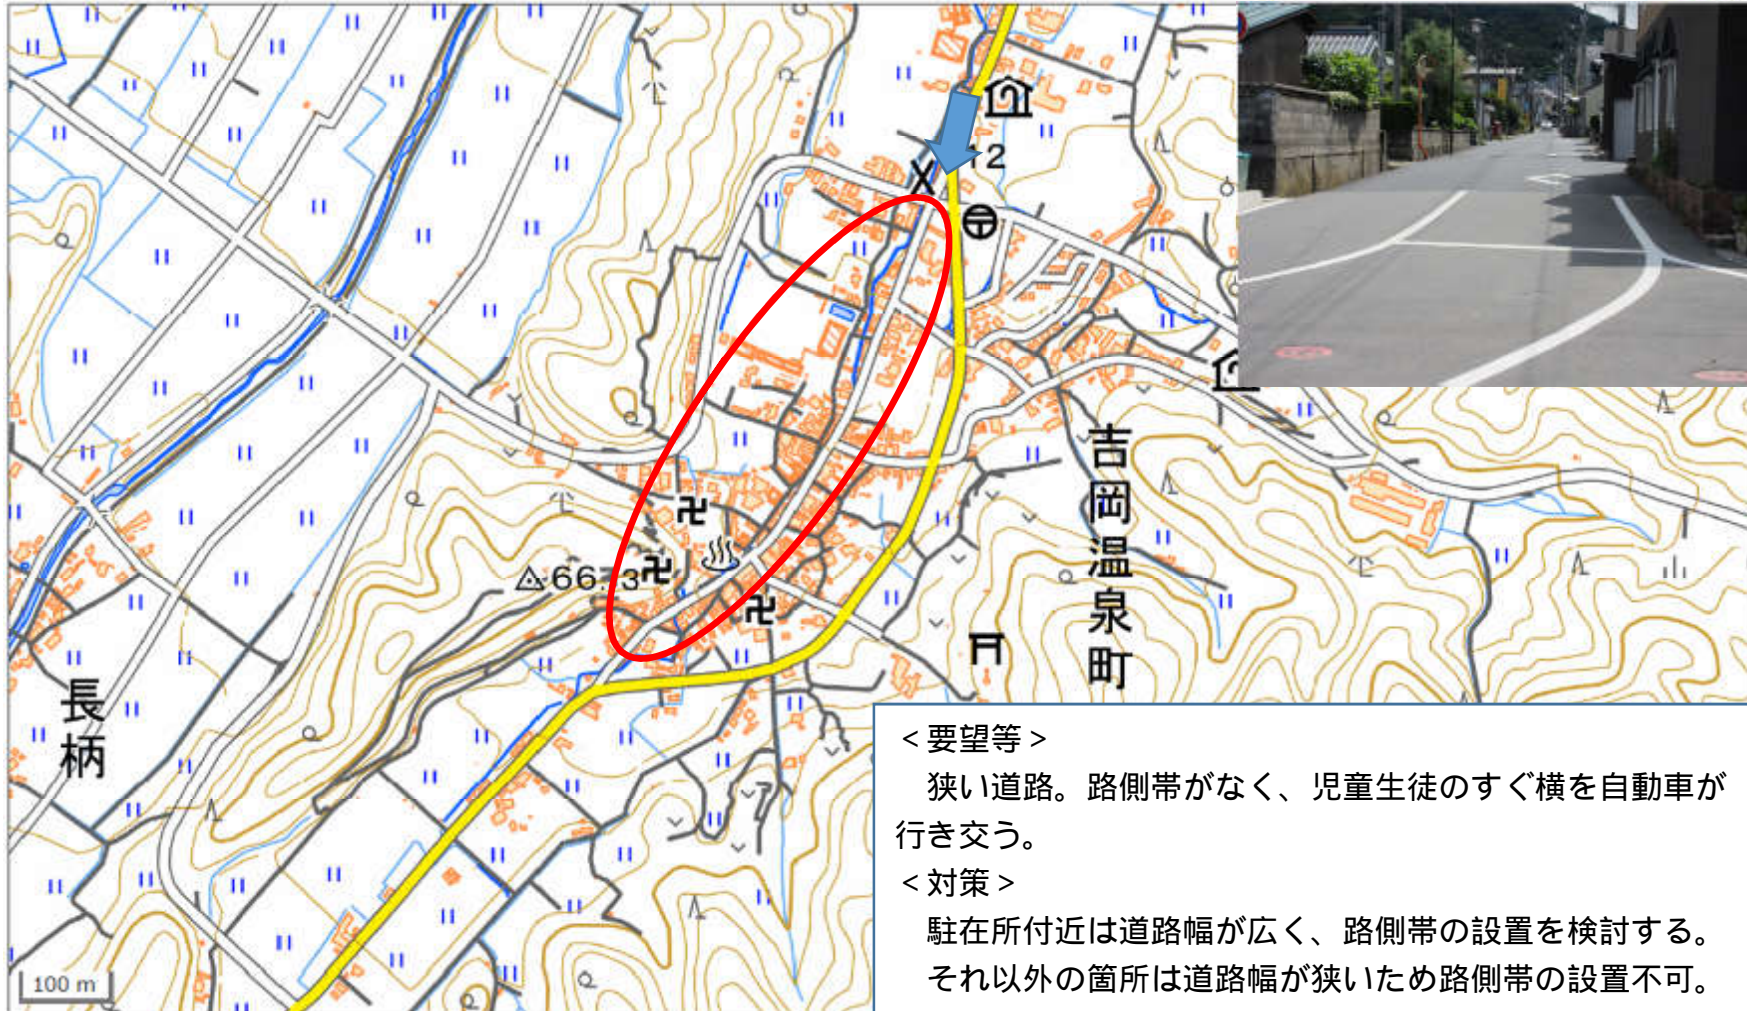 12
吉岡温泉町
66.3
長柄
100 m
＜要望等＞
狭い道路。路側帯がなく、児童生徒のすぐ横を自動車が
行き交う。
＜対策＞
駐在所付近は道路幅が広く、路側帯の設置を検討する。
それ以外の箇所は道路幅が狭いため路側帯の設置不可。